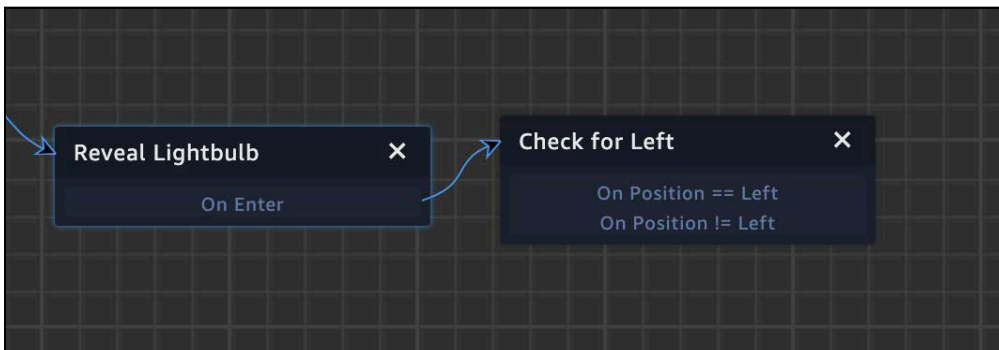 Reveal Lightbulb
On Enter
Check for Left
On Position == Left
On Position != Left